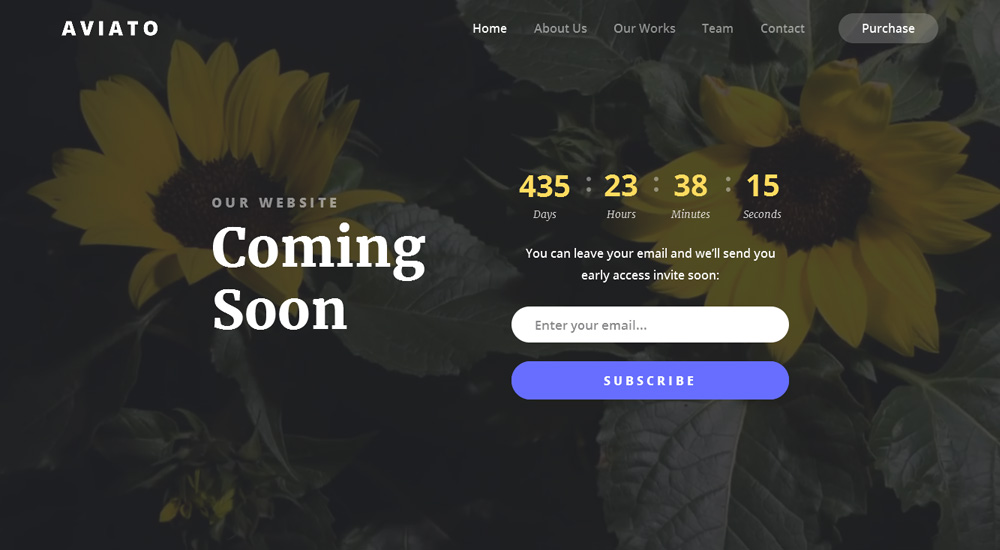 AVIATO
Home About Us Our Works Team Contact Purchase
OUR WEBSITE
Coming
Soon
435 : 23 : 38 : 15
Days Hours Minutes Seconds
You can leave your email and we'll send you
early access invite soon:
Enter your email...
SUBSCRIBE